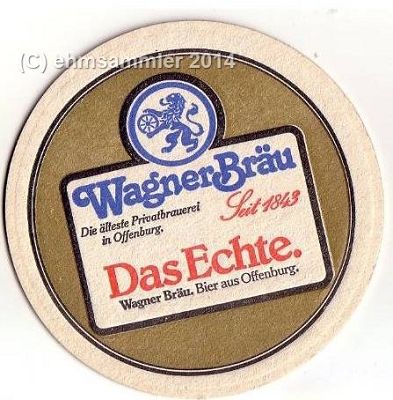 (C) ehmsammler 2014
Wagner Bräu
Die älteste Privatbrauerei
in Offenburg.
Seit 1843
Das Echte.
Wagner Bräu. Bier aus Offenburg.